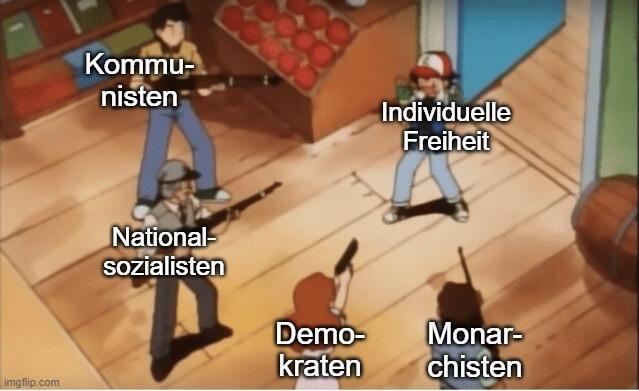 Kommu-
nisten
Individuelle
Freiheit
National-
sozialisten
Demo-
kraten
Monar-
chisten
imgflip.com